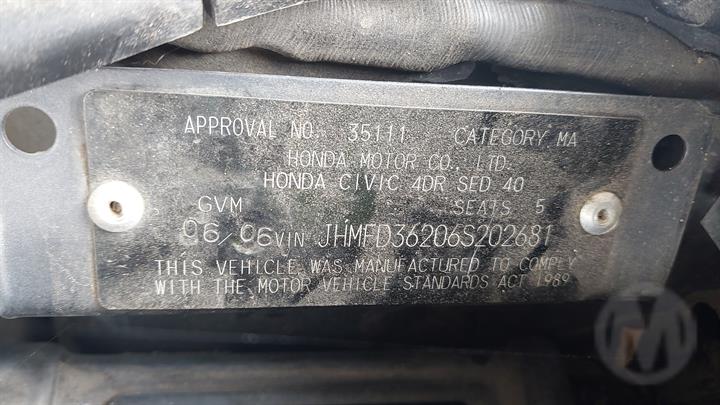 APPROVAL NO. 35111 CATEGORY MA
HONDA MOTOR CO., LTD.
HONDA CIVIC 4DR SED 40
GVM SEATS 5
06/06 VIN JHMFD36206S202681
THIS VEHICLE WAS MANUFACTURED TO COMPLY
WITH THE MOTOR VEHICLE STANDARDS ACT 1989
M